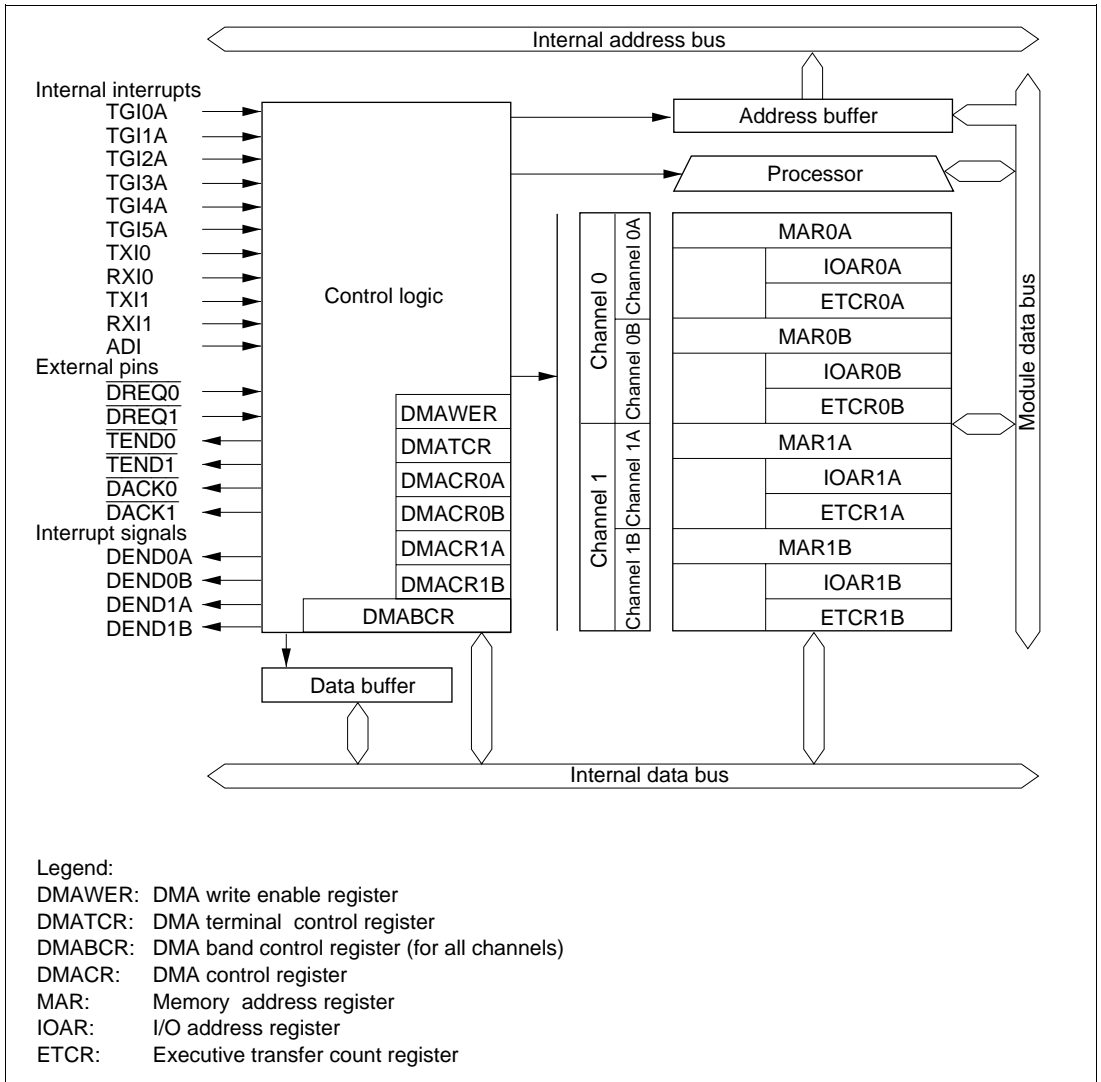 Internal address bus
Internal interrupts
TGI0A
TGI1A
TGI2A
TGI3A
TGI4A
TGI5A
TXI0
RXI0
TXI1
RXI1
ADI
External pins
DREQ0
DREQ1
TEND0
TEND1
DACK0
DACK1
Interrupt signals
DEND0A
DEND0B
DEND1A
DEND1B
Control logic
DMAWER
DMATCR
DMACR0A
DMACR0B
DMACR1A
DMACR1B
DMABCR
Data buffer
Address buffer
Processor
Channel 0
Channel 0A
Channel 0B
Channel 1
Channel 1A
Channel 1B
MAR0A
IOAR0A
ETCR0A
MAR0B
IOAR0B
ETCR0B
MAR1A
IOAR1A
ETCR1A
MAR1B
IOAR1B
ETCR1B
Module data bus
Internal data bus
Legend:
DMAWER: DMA write enable register
DMATCR: DMA terminal control register
DMABCR: DMA band control register (for all channels)
DMACR: DMA control register
MAR: Memory address register
IOAR: I/O address register
ETCR: Executive transfer count register